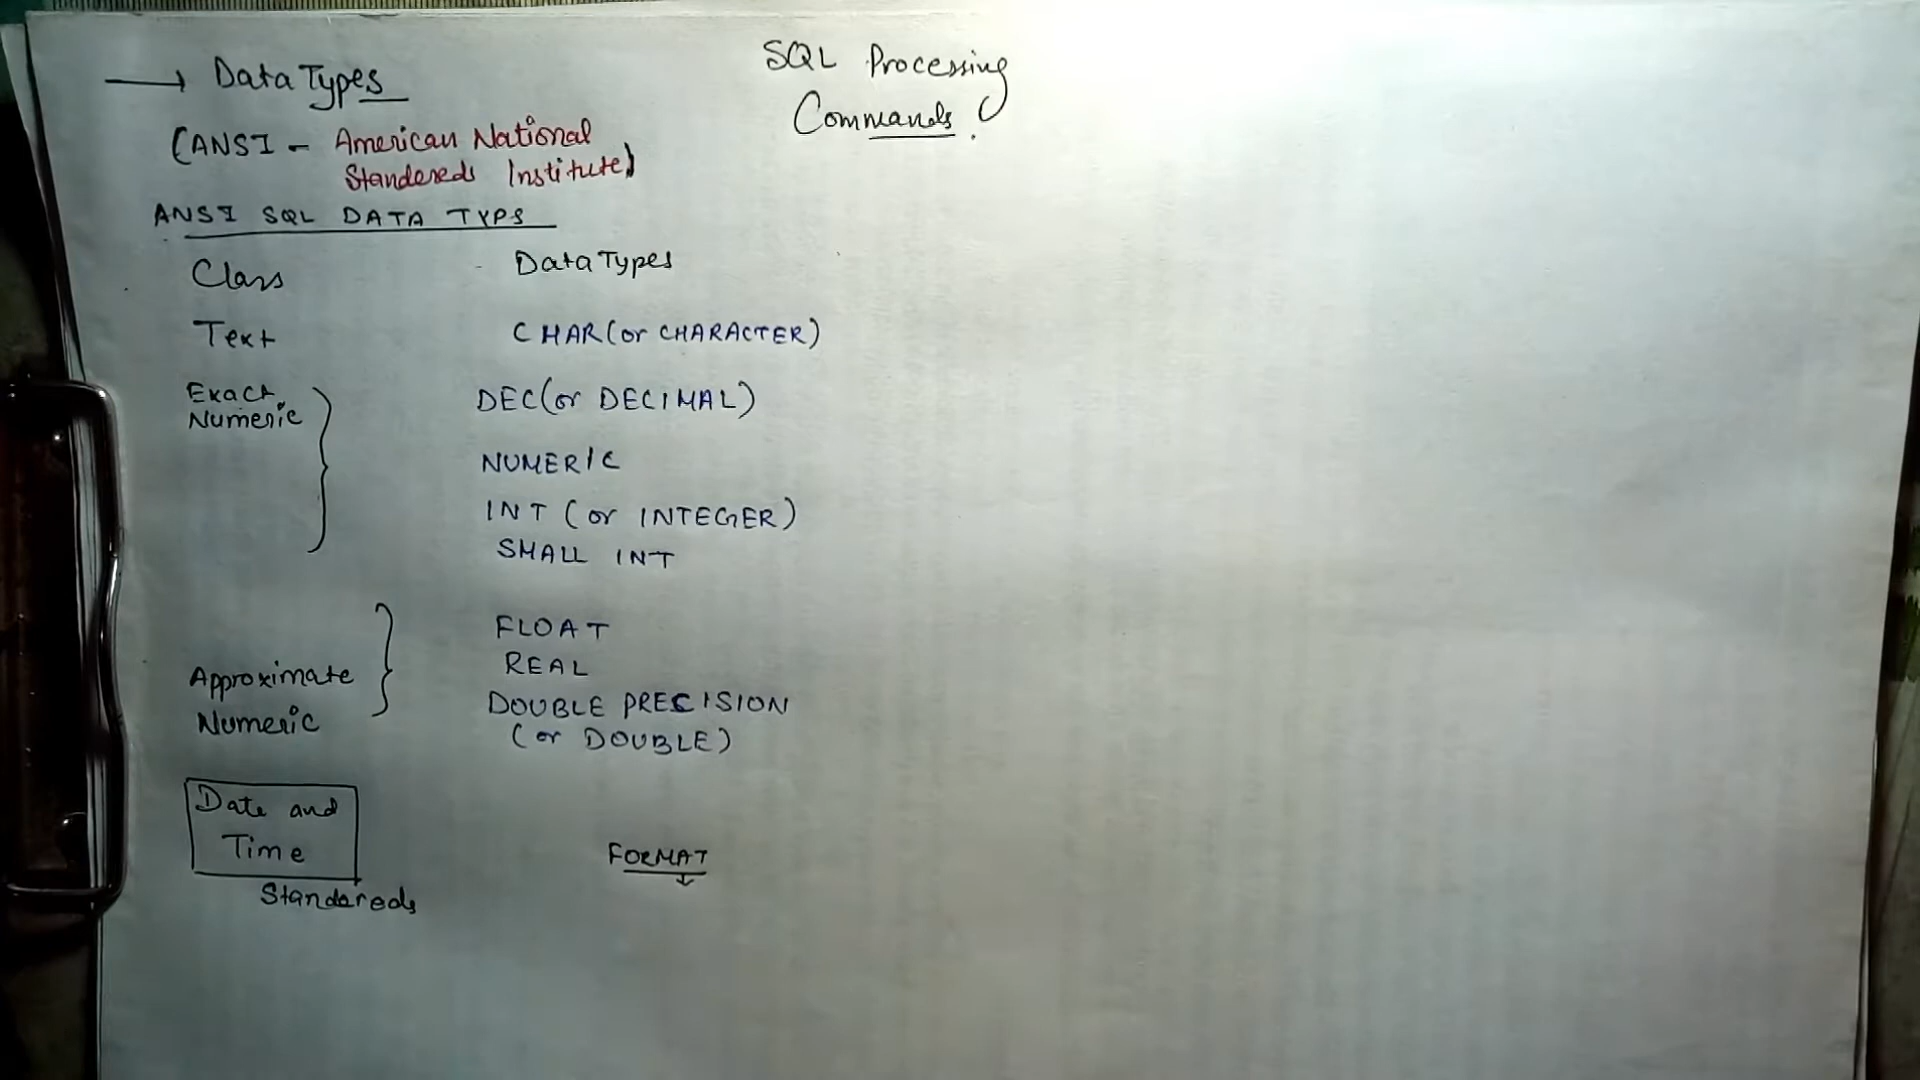 SQL Processing
Commands.
→ Data Types
(ANSI - American National
Standereds Institute)
ANSI SQL DATA TYPS
Class Data Types
Text CHAR (or CHARACTER)
Exact Numeric DEC (or DECIMAL)
NUMERIC
INT (or INTEGER)
SMALL INT
FLOAT
REAL
Approximate
Numeric
DOUBLE PRECISION
(or DOUBLE)
Date and
Time
Standereds
FORMAT